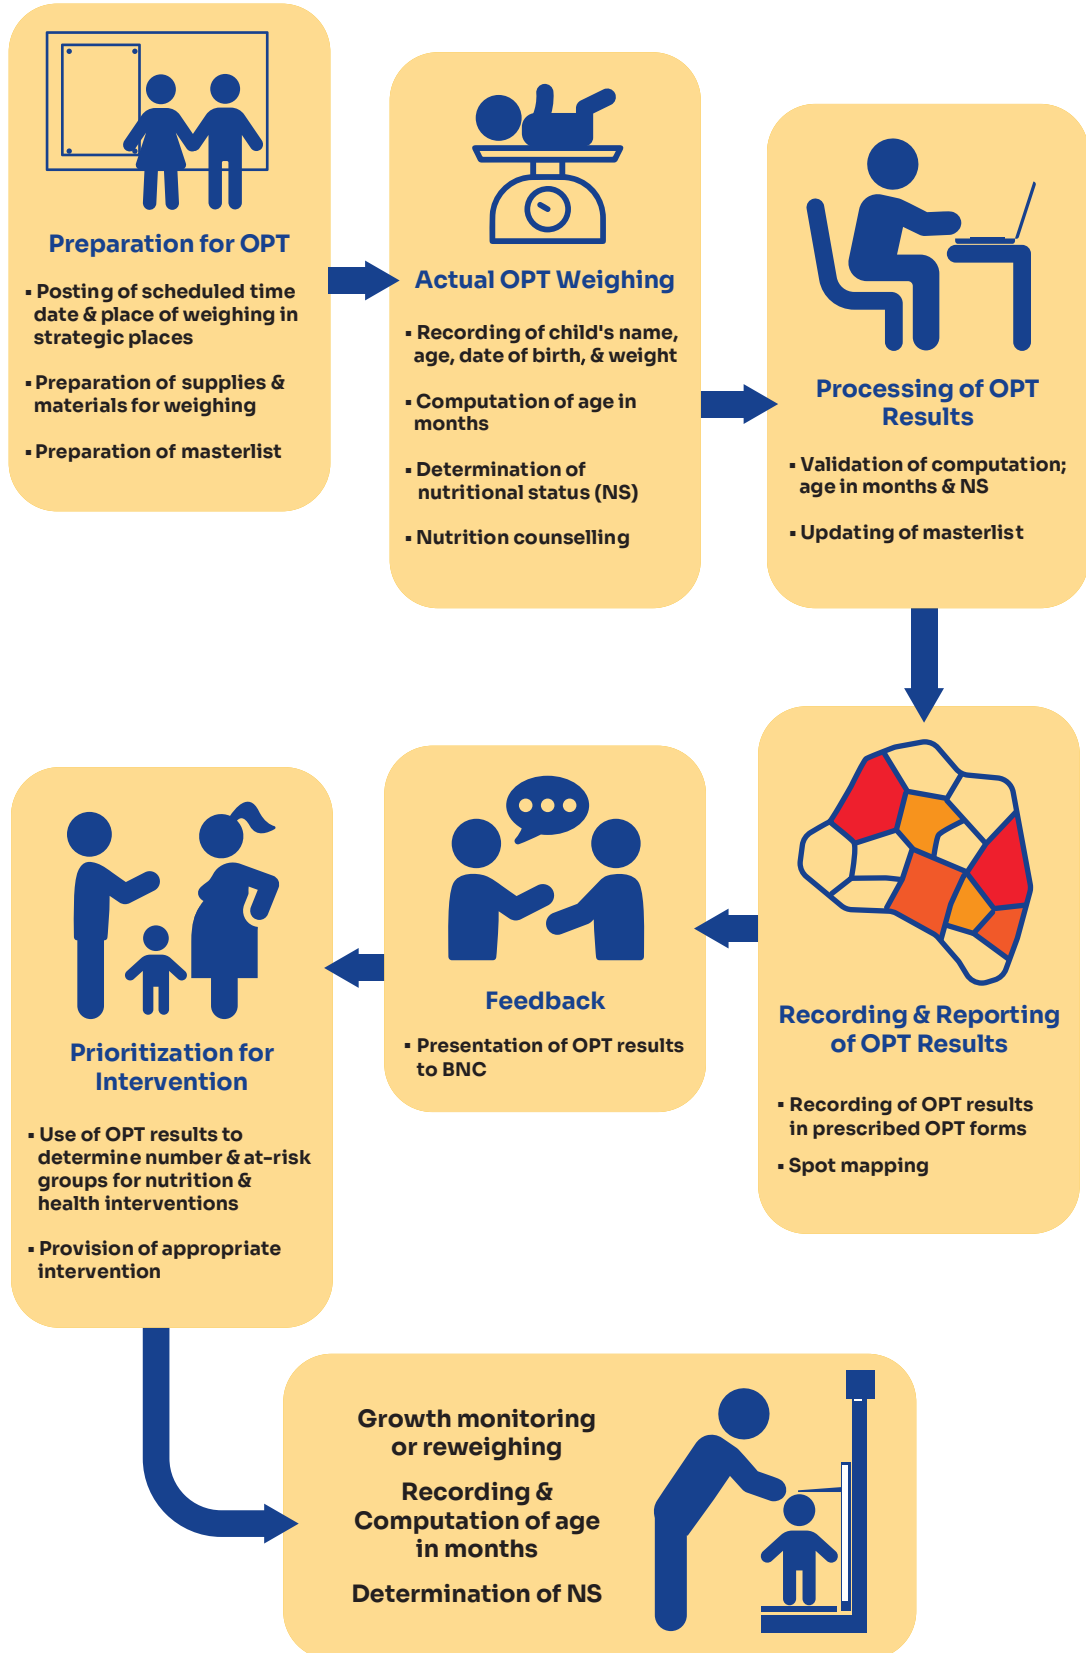 Preparation for OPT
▪ Posting of scheduled time
date & place of weighing in
strategic places
▪ Preparation of supplies &
materials for weighing
▪ Preparation of masterlist
Actual OPT Weighing
▪ Recording of child's name,
age, date of birth, & weight
▪ Computation of age in
months
▪ Determination of
nutritional status (NS)
▪ Nutrition counselling
Processing of OPT
Results
▪ Validation of computation;
age in months & NS
▪ Updating of masterlist
Recording & Reporting
of OPT Results
▪ Recording of OPT results
in prescribed OPT forms
▪ Spot mapping
Feedback
▪ Presentation of OPT results
to BNC
Prioritization for
Intervention
▪ Use of OPT results to
determine number & at-risk
groups for nutrition &
health interventions
▪ Provision of appropriate
intervention
Growth monitoring
or reweighing
Recording &
Computation of age
in months
Determination of NS